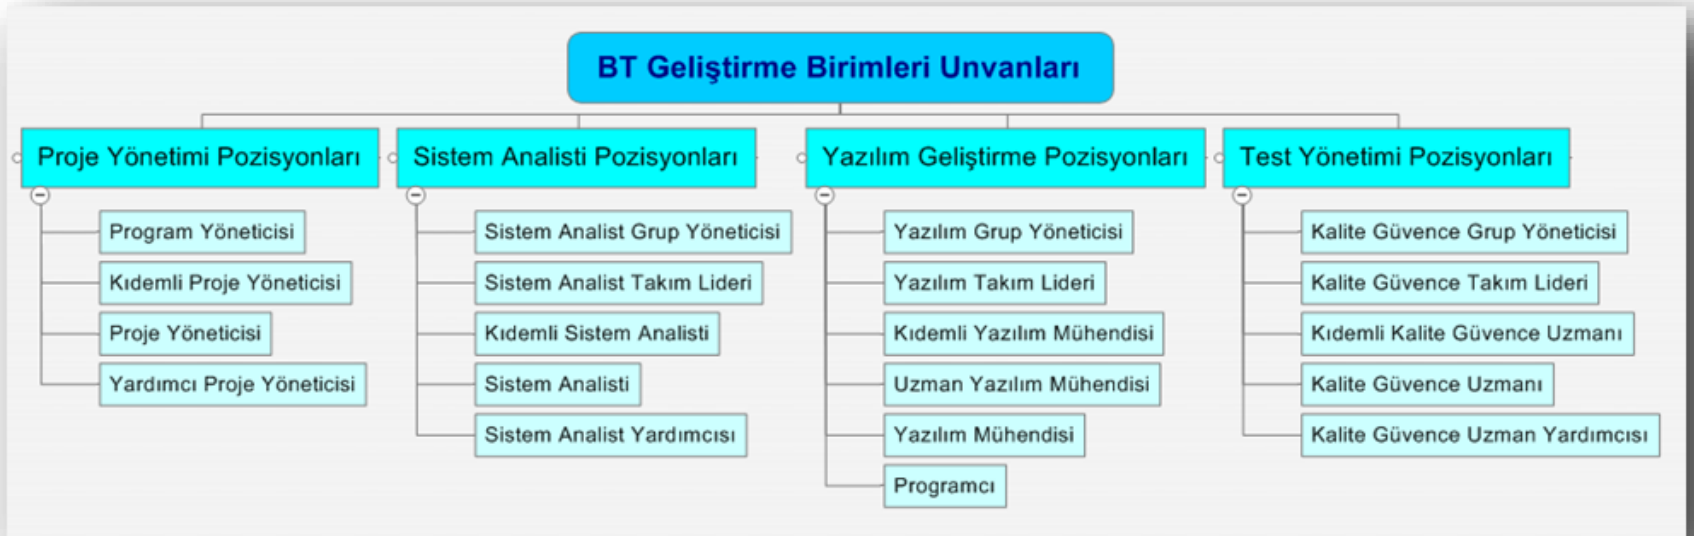 BT Geliştirme Birimleri Unvanları
Proje Yönetimi Pozisyonları
Program Yöneticisi
Kıdemli Proje Yöneticisi
Proje Yöneticisi
Yardımcı Proje Yöneticisi
Sistem Analisti Pozisyonları
Sistem Analist Grup Yöneticisi
Sistem Analist Takım Lideri
Kıdemli Sistem Analisti
Sistem Analisti
Sistem Analist Yardımcısı
Yazılım Geliştirme Pozisyonları
Yazılım Grup Yöneticisi
Yazılım Takım Lideri
Kıdemli Yazılım Mühendisi
Uzman Yazılım Mühendisi
Yazılım Mühendisi
Programcı
Test Yönetimi Pozisyonları
Kalite Güvence Grup Yöneticisi
Kalite Güvence Takım Lideri
Kıdemli Kalite Güvence Uzmanı
Kalite Güvence Uzmanı
Kalite Güvence Uzman Yardımcısı